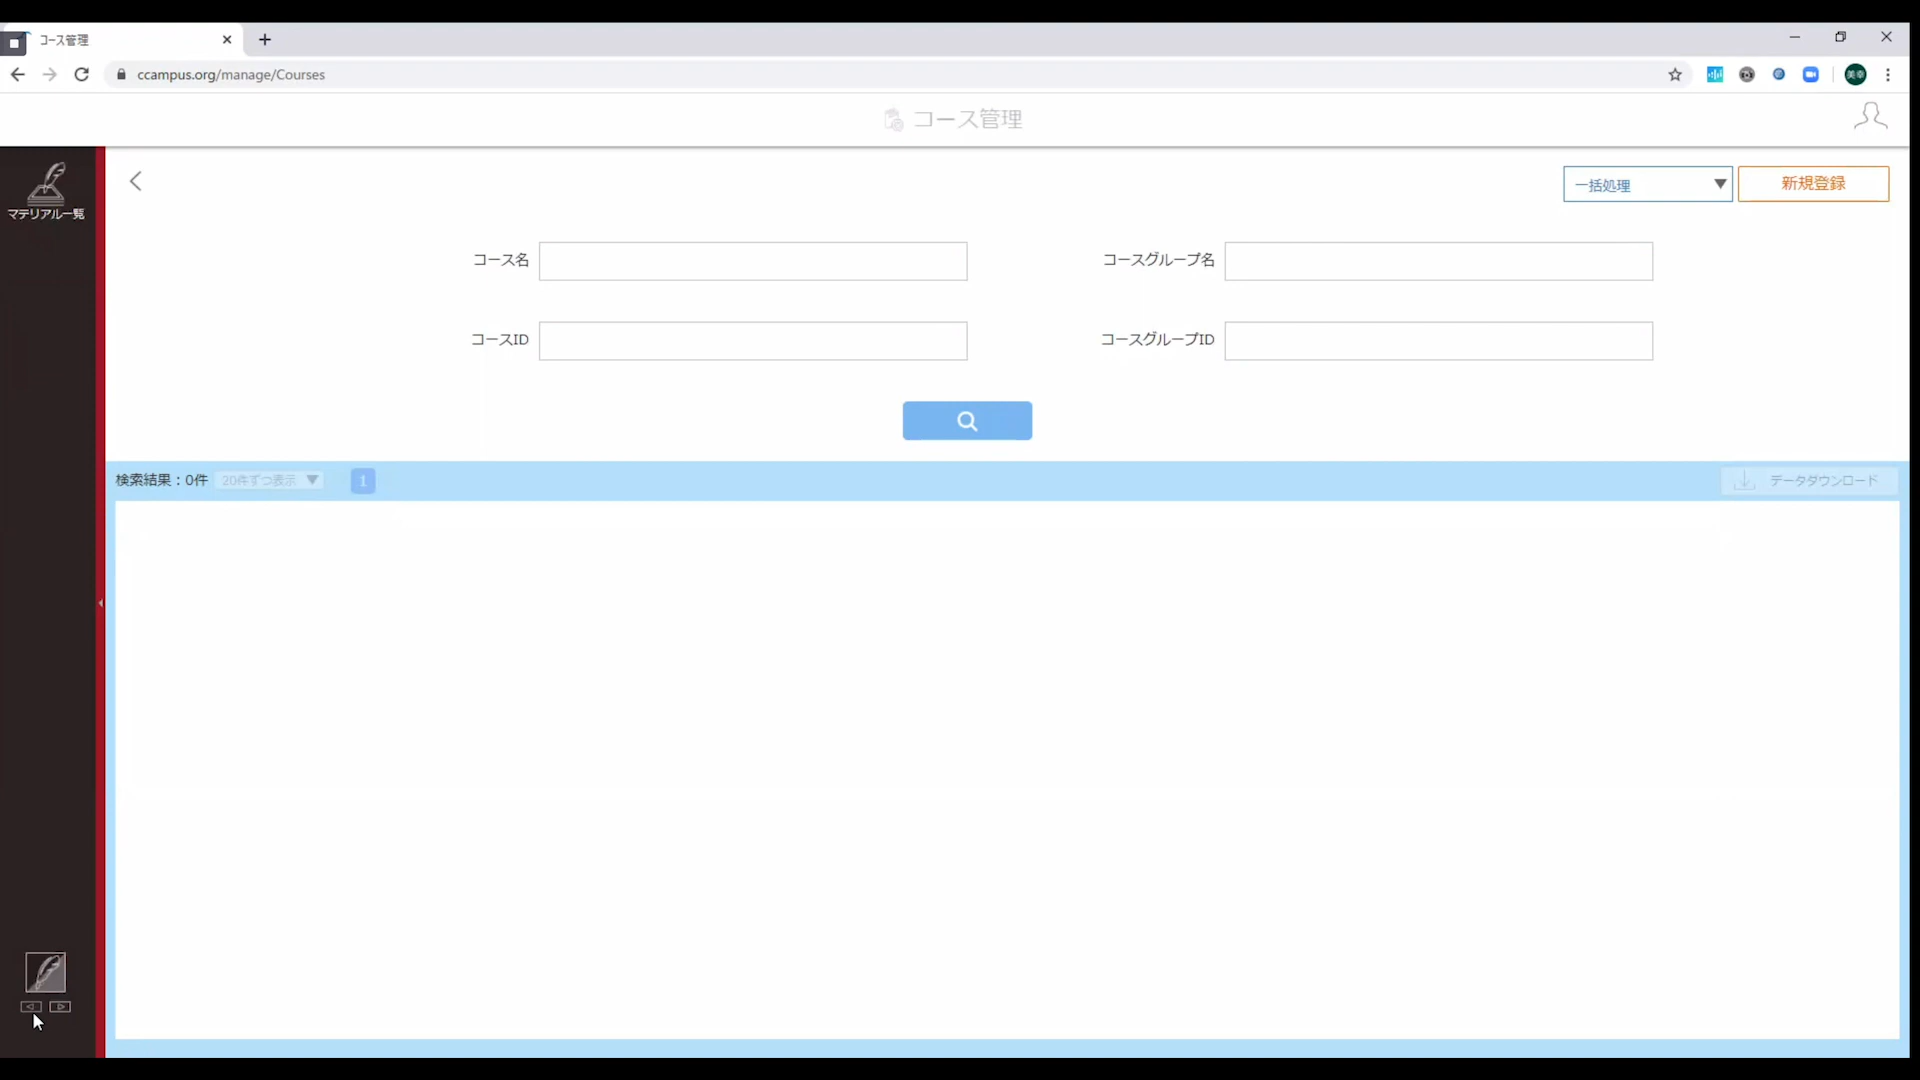 コース管理
ccampus.org/manage/Courses
美幸
コース管理
マテリアル一覧
一括処理
新規登録
コース名
コースグループ名
コースID
コースグループID
検索結果：0件
20件ずつ表示
1
データダウンロード